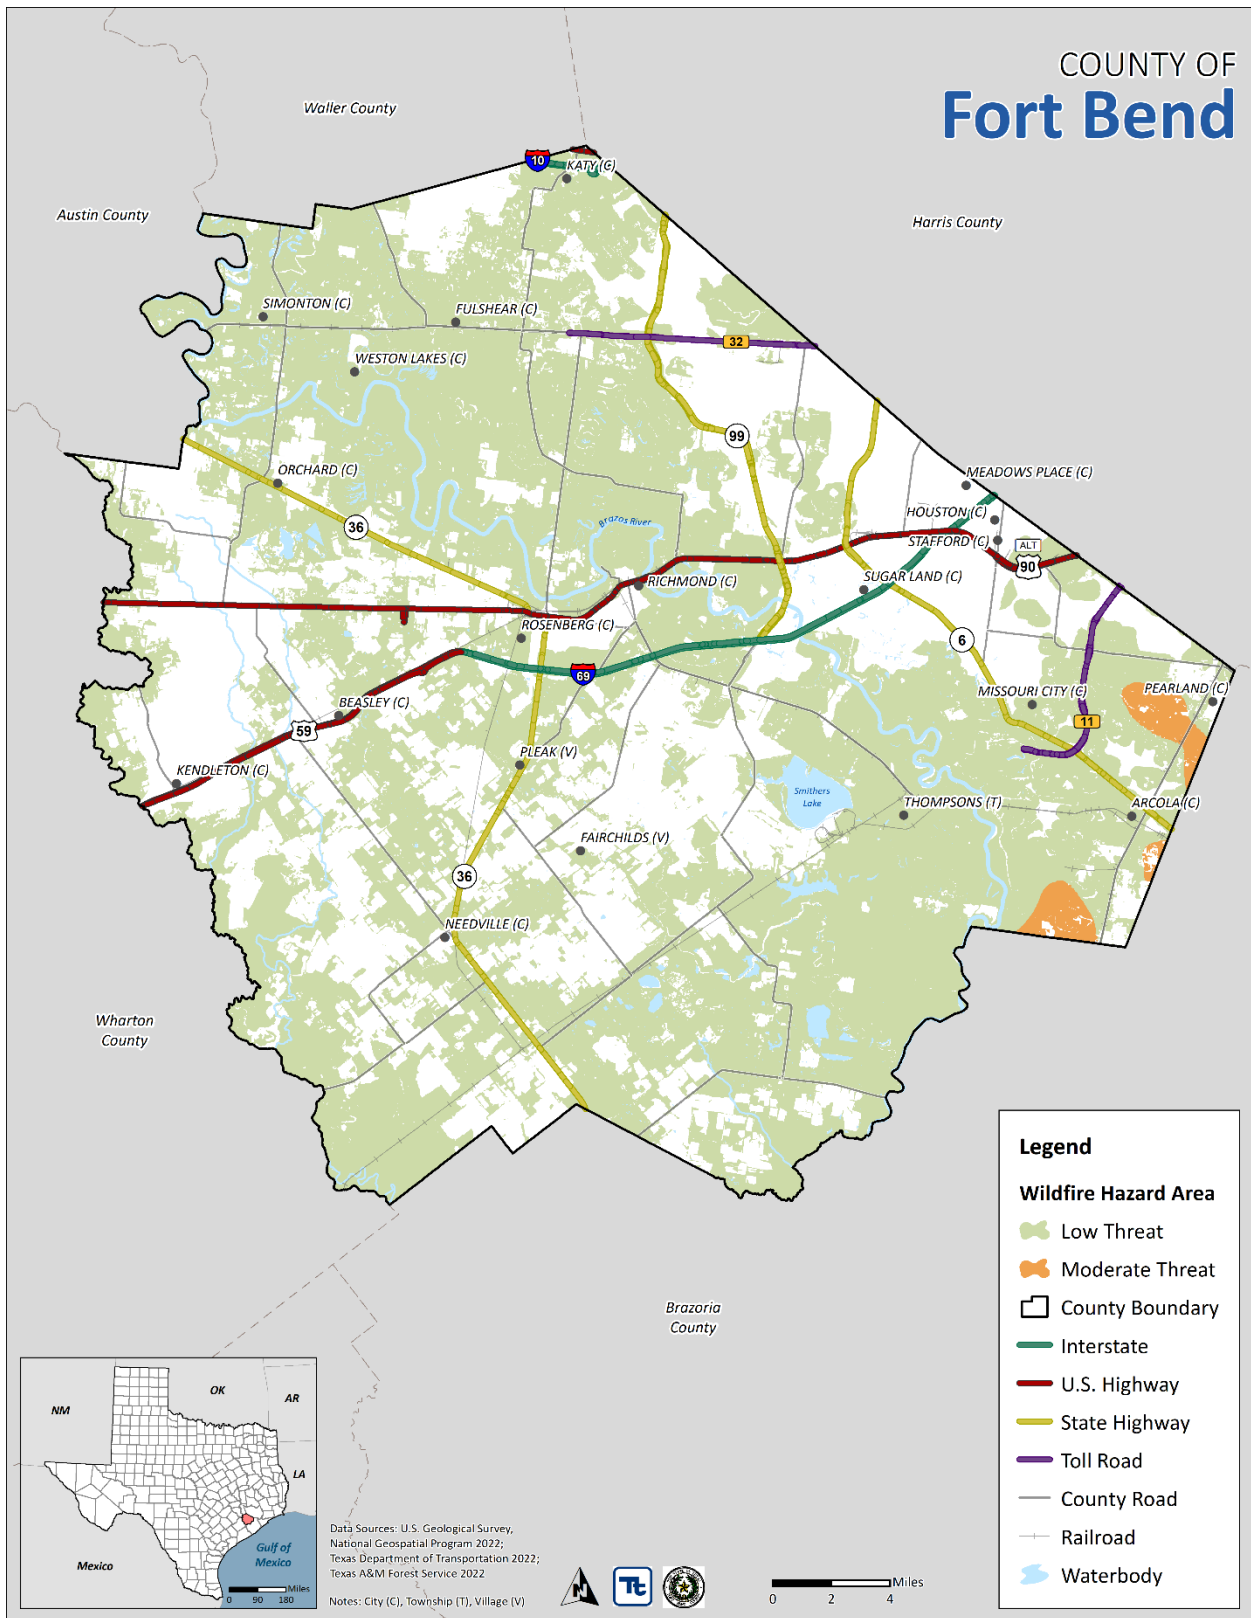 COUNTY OF
Fort Bend
Waller County
Austin County
Harris County
10
KATY (C)
SIMONTON (C)
FULSHEAR (C)
32
WESTON LAKES (C)
99
ORCHARD (C)
MEADOWS PLACE (C)
36
HOUSTON (C)
Brazos River
STAFFORD (C)
ALT
90
RICHMOND (C)
SUGAR LAND (C)
ROSENBERG (C)
6
69
MISSOURI CITY (C)
PEARLAND (C)
BEASLEY (C)
59
11
PLEAK (V)
KENDLETON (C)
Smithers
Lake
THOMPSONS (T)
ARCOLA (C)
FAIRCHILDS (V)
36
NEEDVILLE (C)
Wharton
County
Brazoria
County
Legend
Wildfire Hazard Area
Low Threat
Moderate Threat
County Boundary
Interstate
U.S. Highway
State Highway
Toll Road
County Road
Railroad
Waterbody
NM
OK
AR
LA
Mexico
Gulf of
Mexico
Miles
0 90 180
Data Sources: U.S. Geological Survey,
National Geospatial Program 2022;
Texas Department of Transportation 2022;
Texas A&M Forest Service 2022
Notes: City (C), Township (T), Village (V)
N
Tt
Miles
0 2 4